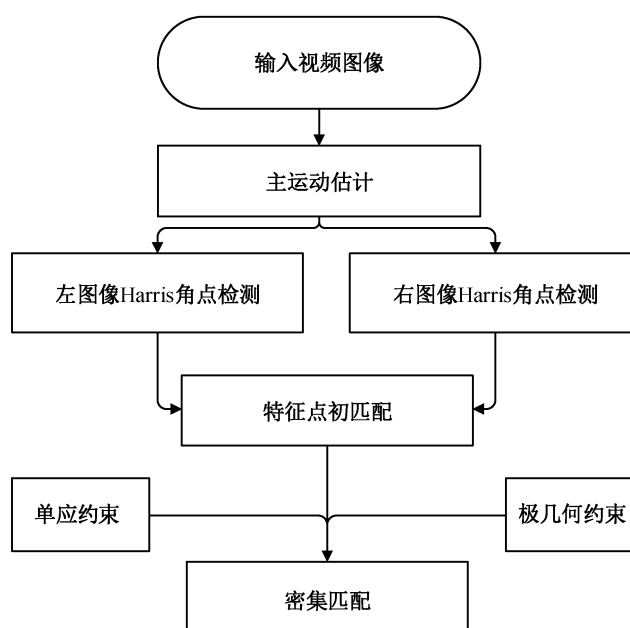 输入视频图像
主运动估计
左图像Harris角点检测
右图像Harris角点检测
特征点初匹配
单应约束
极几何约束
密集匹配